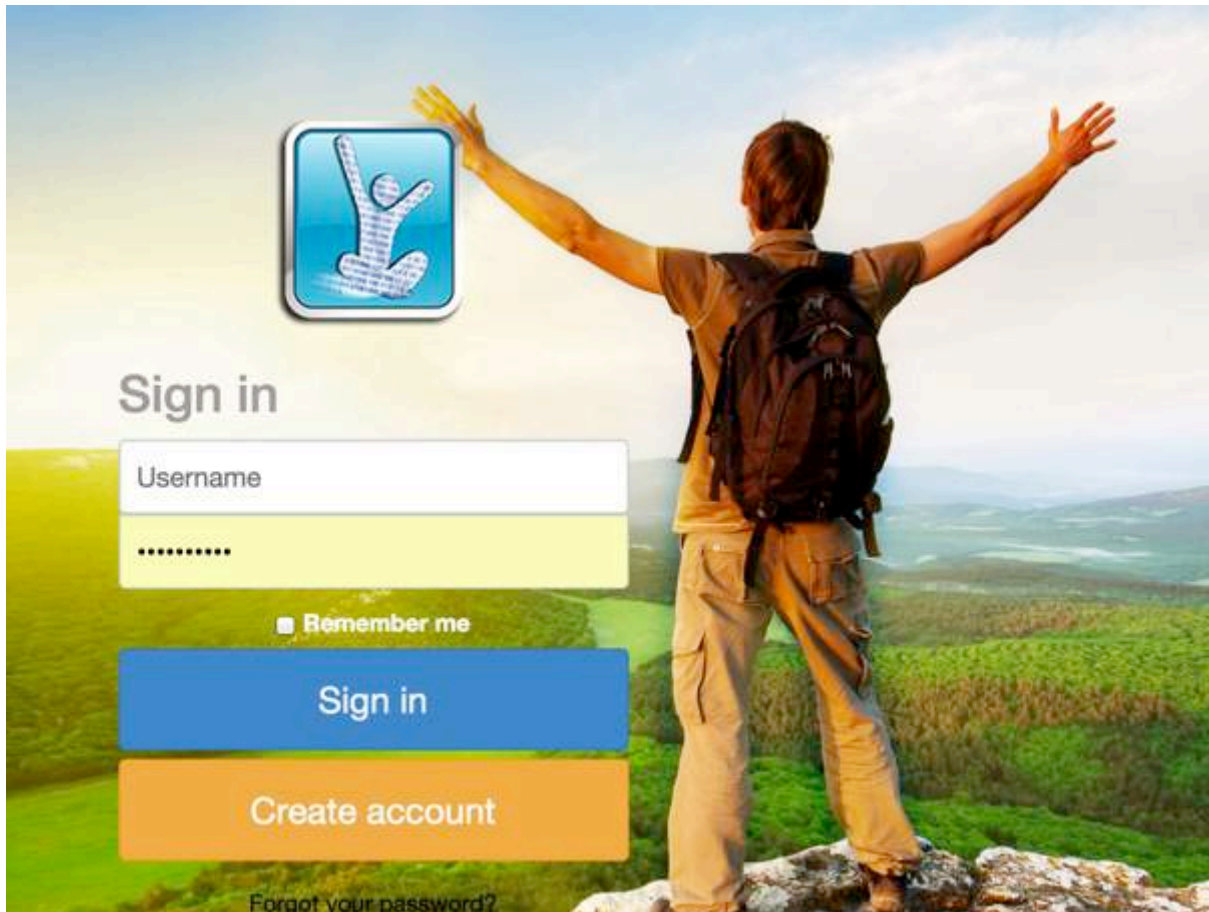 Sign in
Username
••••••••••
Remember me
Sign in
Create account
Forgot your password?